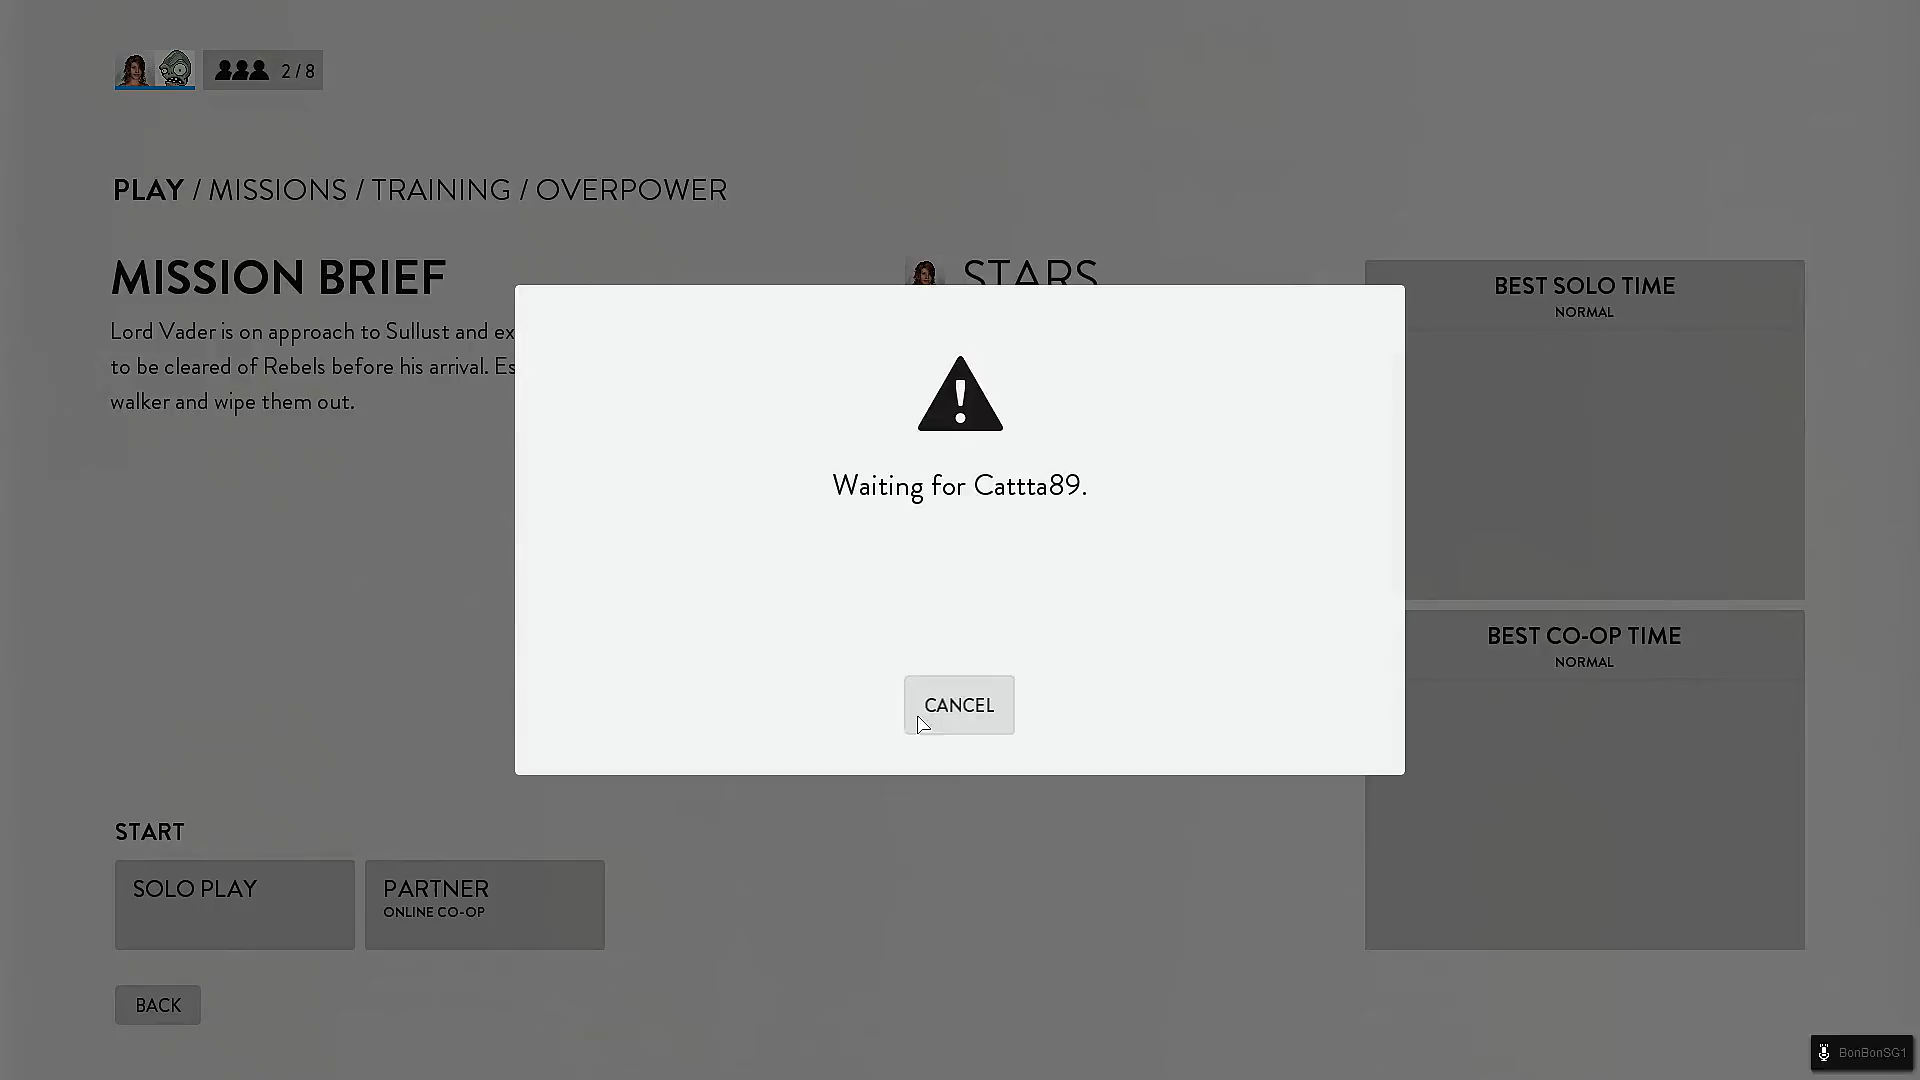 2 / 8
PLAY / MISSIONS / TRAINING / OVERPOWER
MISSION BRIEF
Lord Vader is on approach to Sullust and ex
to be cleared of Rebels before his arrival. Es
walker and wipe them out.
STARS
BEST SOLO TIME
NORMAL
Waiting for Cattta89.
CANCEL
BEST CO-OP TIME
NORMAL
START
SOLO PLAY
PARTNER
ONLINE CO-OP
BACK
BonBonSG1